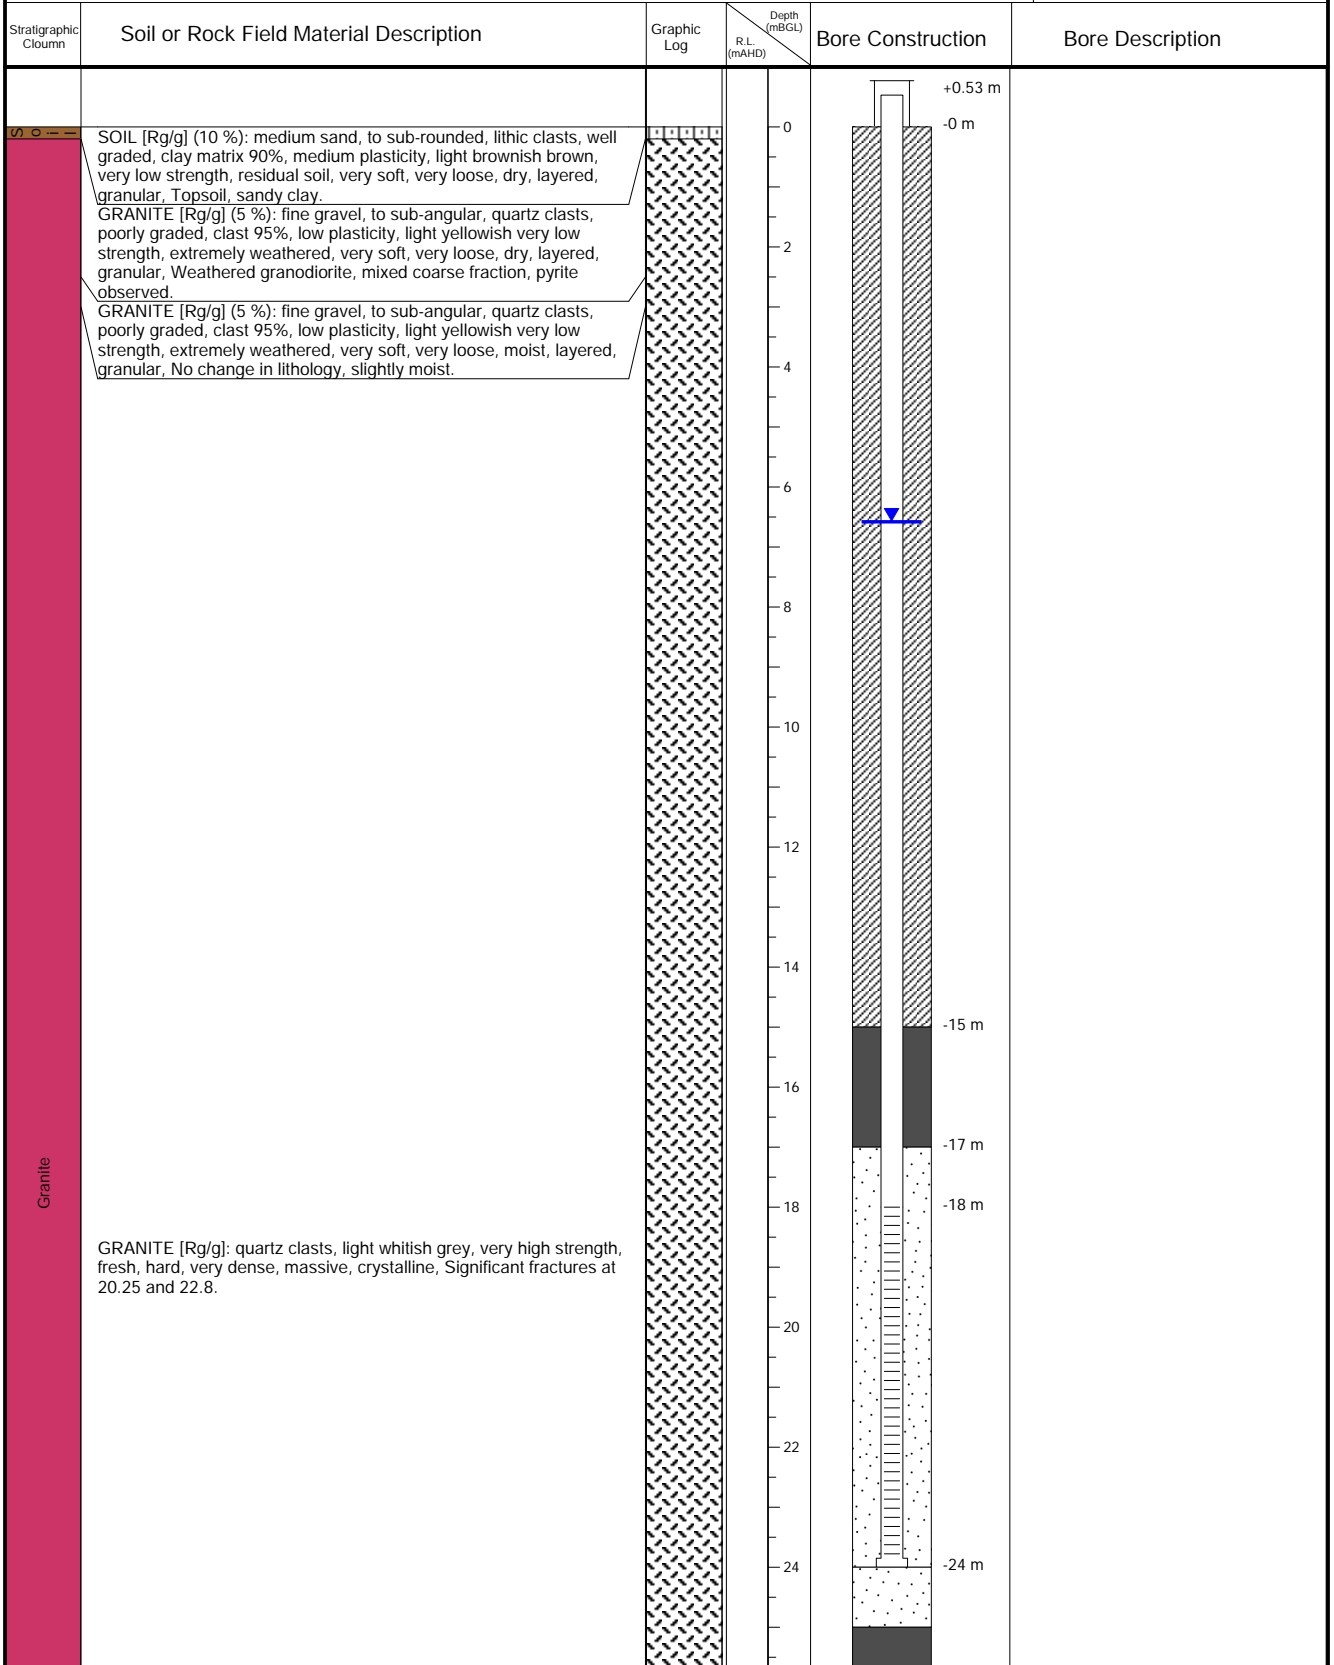 Stratigraphic
Cloumn
Soil or Rock Field Material Description
Graphic
Log
R.L.
(mAHD)
Depth
(mBGL)
Bore Construction
Bore Description
+0.53 m
-0 m
Soil
SOIL [Rg/g] (10 %): medium sand, to sub-rounded, lithic clasts, well
graded, clay matrix 90%, medium plasticity, light brownish brown,
very low strength, residual soil, very soft, very loose, dry, layered,
granular, Topsoil, sandy clay.
GRANITE [Rg/g] (5 %): fine gravel, to sub-angular, quartz clasts,
poorly graded, clast 95%, low plasticity, light yellowish very low
strength, extremely weathered, very soft, very loose, dry, layered,
granular, Weathered granodiorite, mixed coarse fraction, pyrite
observed.
GRANITE [Rg/g] (5 %): fine gravel, to sub-angular, quartz clasts,
poorly graded, clast 95%, low plasticity, light yellowish very low
strength, extremely weathered, very soft, very loose, moist, layered,
granular, No change in lithology, slightly moist.
Granite
GRANITE [Rg/g]: quartz clasts, light whitish grey, very high strength,
fresh, hard, very dense, massive, crystalline, Significant fractures at
20.25 and 22.8.
0
2
4
6
8
10
12
14
16
18
20
22
24
-15 m
-17 m
-18 m
-24 m